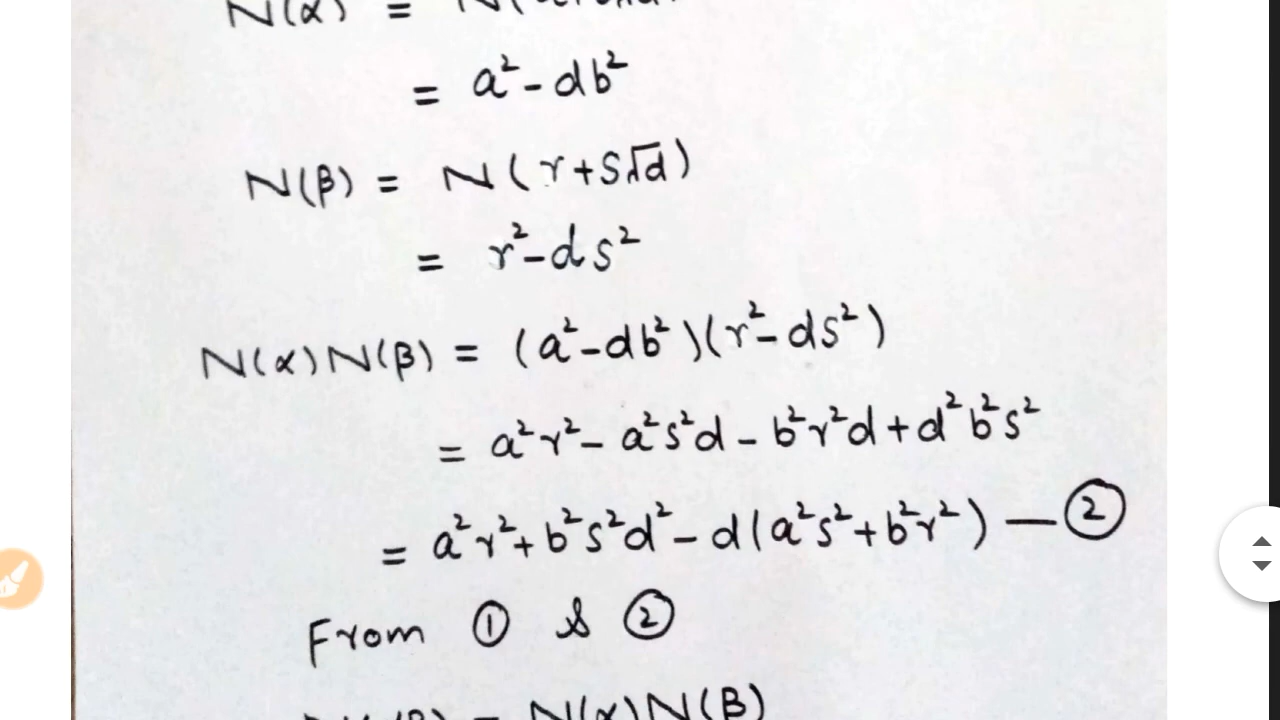 N(α) =
= a² - db²
N(β) = N(r+s√d)
= r² - ds²
N(α)N(β) = (a² - db²)(r² - ds²)
= a²r² - a²s²d - b²r²d + d²b²s²
= a²r² + b²s²d² - d(a²s² + b²r²) — ②
From ① & ②
= N(α)N(β)